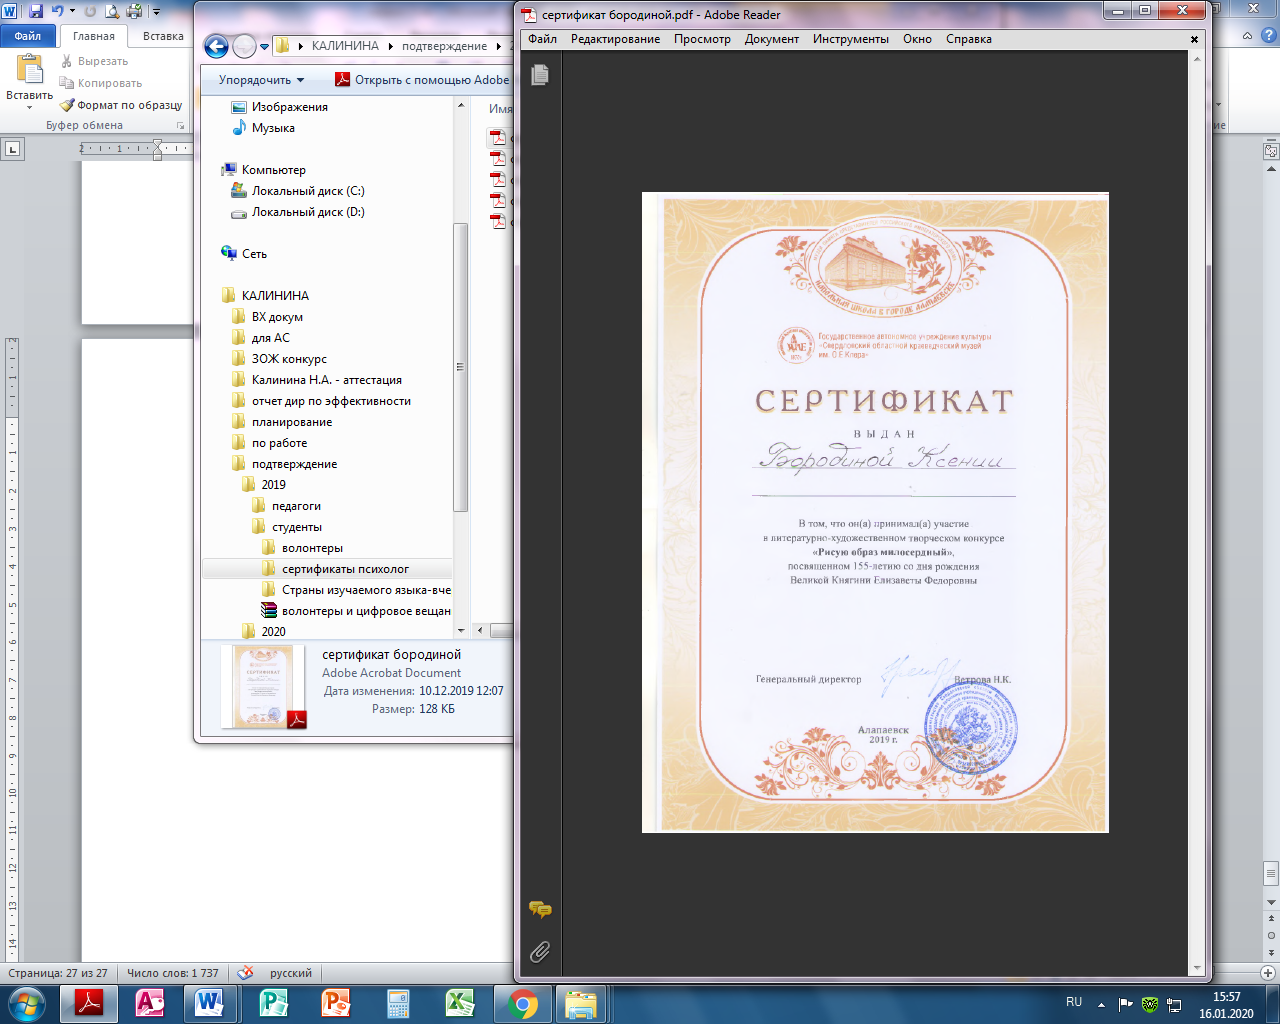 сертификат бородиной.pdf - Adobe Reader
Файл Редактирование Просмотр Документ Инструменты Окно Справка
Файл Главная Вставка
Вставить
Вырезать
Копировать
Формат по образцу
Буфер обмена
КАЛИНИНА подтверждение
Упорядочить Открыть с помощью Adobe
Имя
Изображения
Музыка
Компьютер
Локальный диск (C:)
Локальный диск (D:)
Сеть
КАЛИНИНА
ВХ докум
для АС
ЗОЖ конкурс
Калинина Н.А. - аттестация
отчет дир по эффективности
планирование
по работе
подтверждение
2019
педагоги
студенты
волонтеры
сертификаты психолог
Страны изучаемого языка-вче
волонтеры и цифровое вещан
2020
сертификат бородиной
Adobe Acrobat Document
Дата изменения: 10.12.2019 12:07
Размер: 128 КБ
НАПОЛЬНАЯ ШКОЛА В ГОРОДЕ АЛАПАЕВСКЕ
Государственное автономное учреждение культуры
«Свердловский областной краеведческий музей
им. О.Е.Клера»
СЕРТИФИКАТ
ВЫДАН
Бородиной Ксении
В том, что он(а) принимал(а) участие
в литературно-художественном творческом конкурсе
«Рисую образ милосердный»,
посвященном 155-летию со дня рождения
Великой Княгини Елизаветы Федоровны
Генеральный директор Ветрова Н.К.
Алапаевск
2019 г.
Страница: 27 из 27 Число слов: 1 737 русский
RU 15:57
16.01.2020